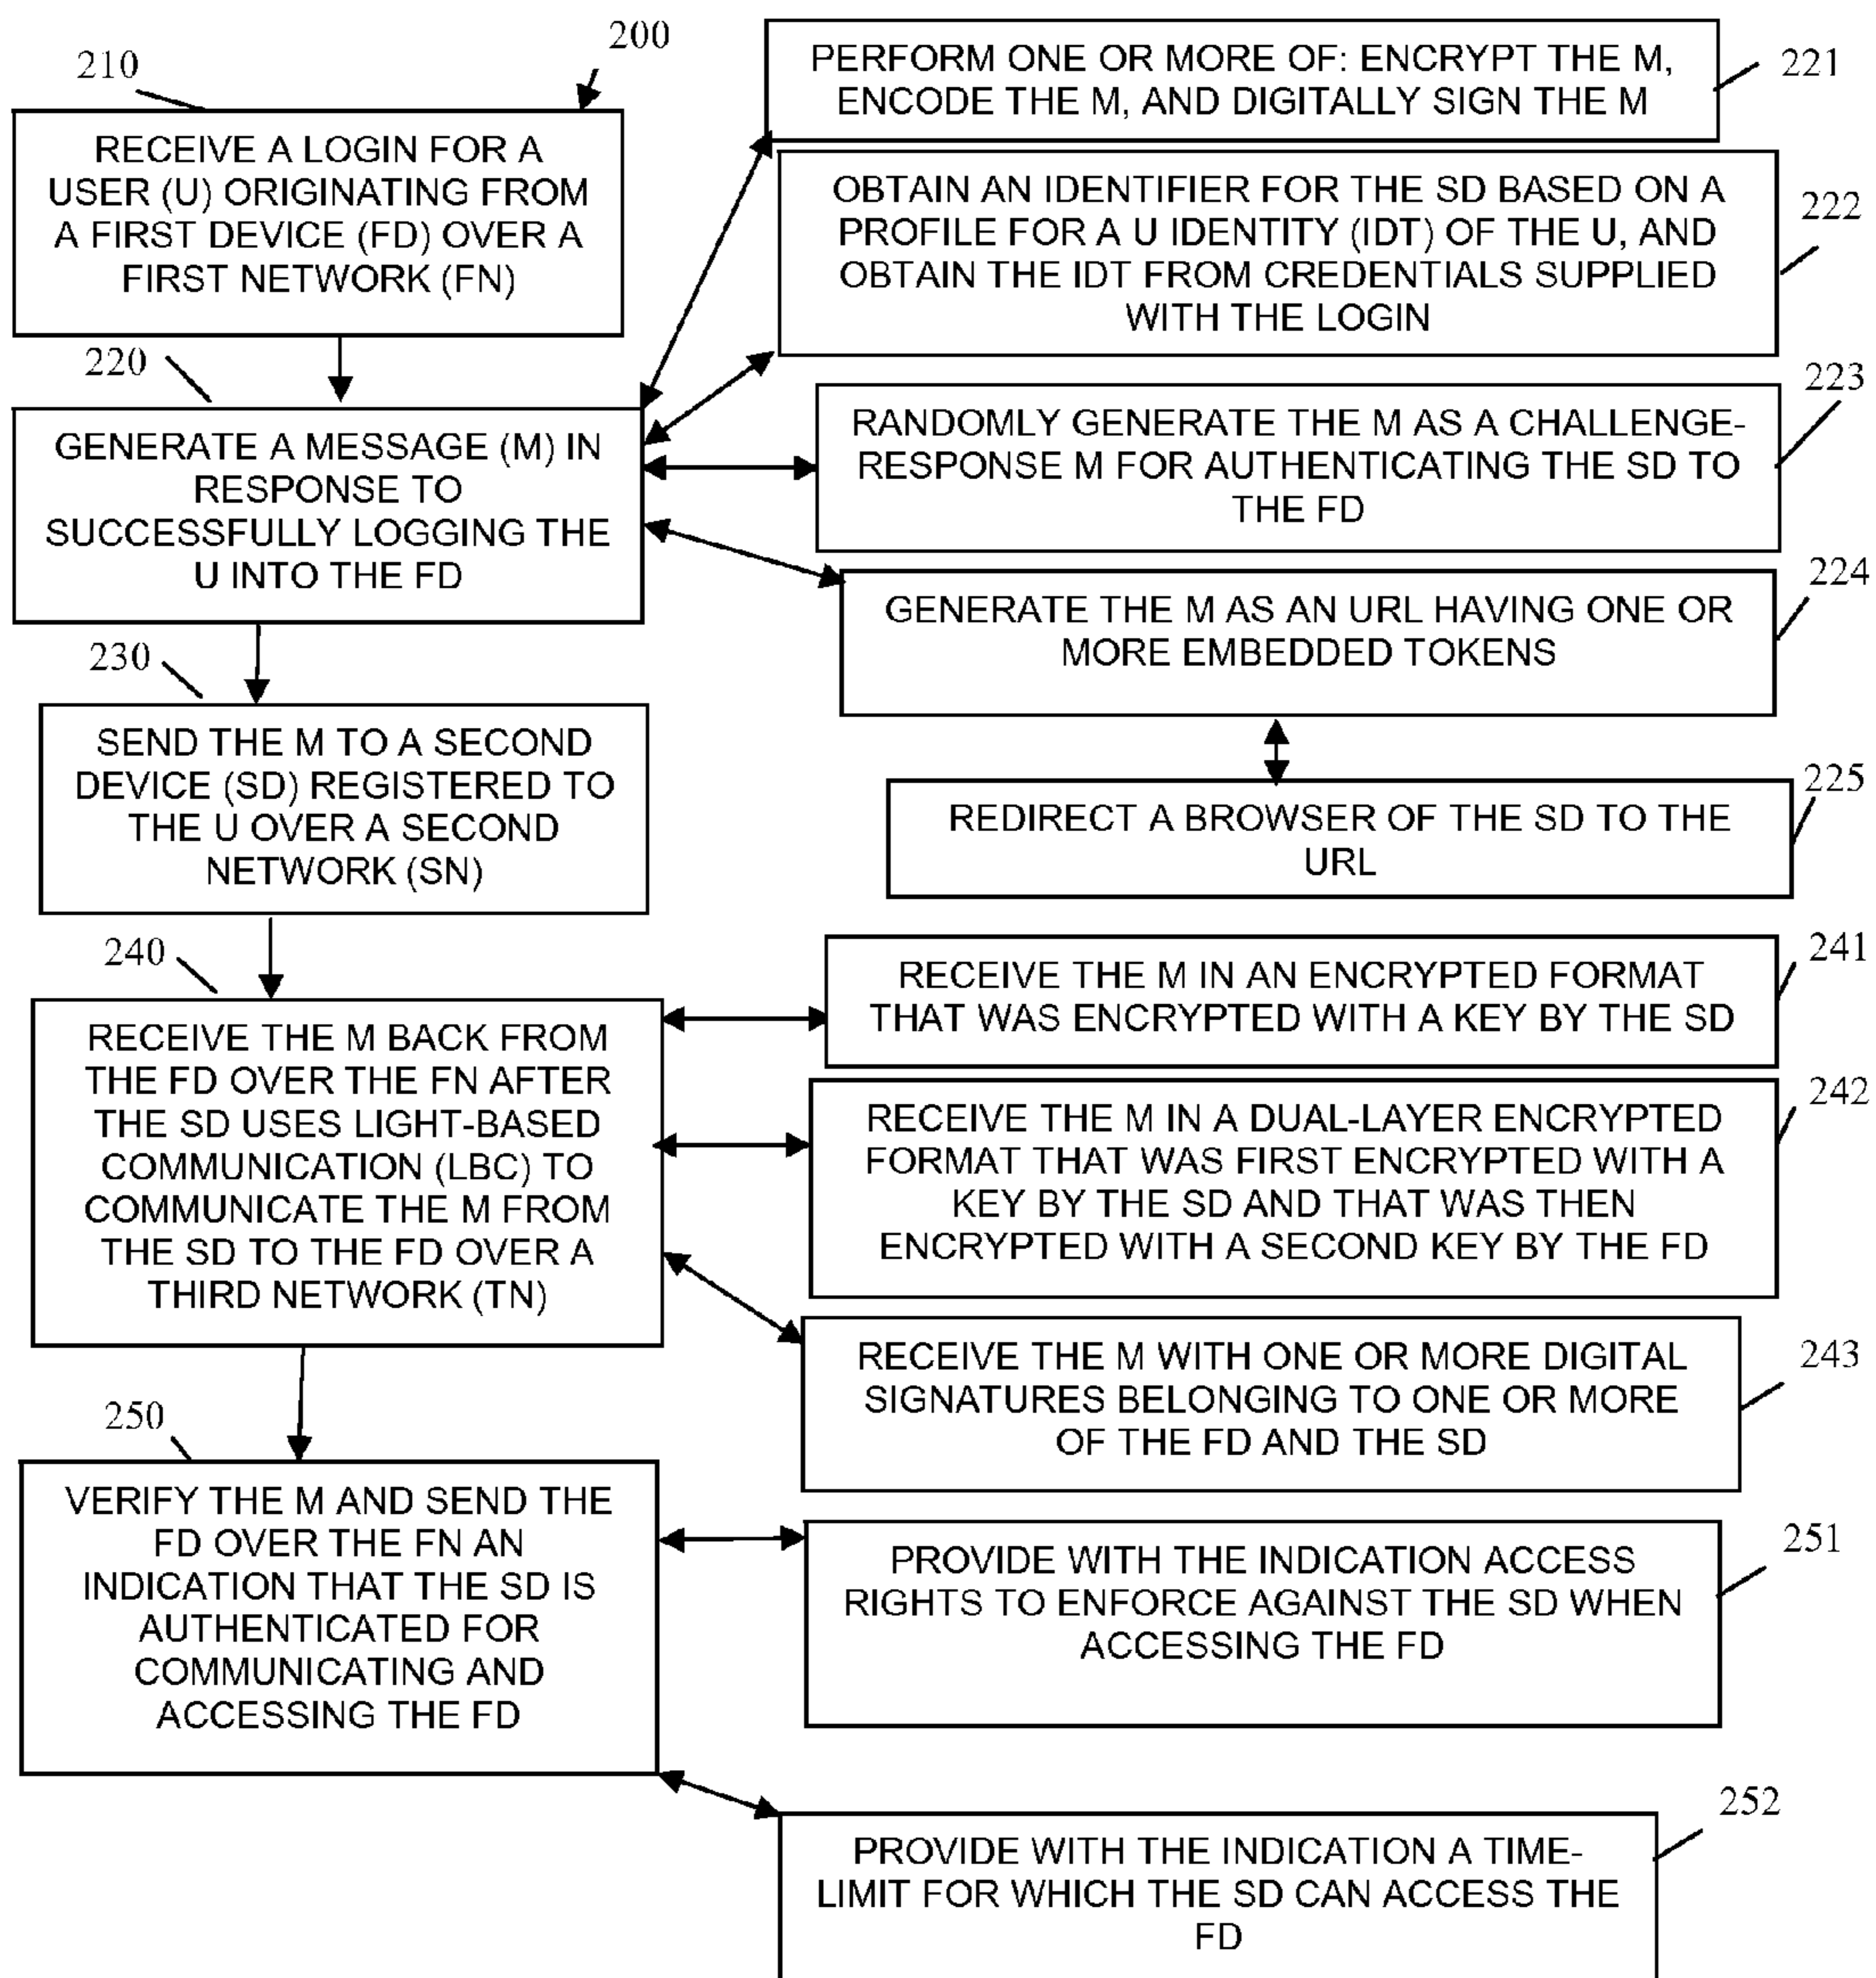 200
210
RECEIVE A LOGIN FOR A
USER (U) ORIGINATING FROM
A FIRST DEVICE (FD) OVER A
FIRST NETWORK (FN)
220
GENERATE A MESSAGE (M) IN
RESPONSE TO
SUCCESSFULLY LOGGING THE
U INTO THE FD
221
PERFORM ONE OR MORE OF: ENCRYPT THE M,
ENCODE THE M, AND DIGITALLY SIGN THE M
222
OBTAIN AN IDENTIFIER FOR THE SD BASED ON A
PROFILE FOR A U IDENTITY (IDT) OF THE U, AND
OBTAIN THE IDT FROM CREDENTIALS SUPPLIED
WITH THE LOGIN
223
RANDOMLY GENERATE THE M AS A CHALLENGE-
RESPONSE M FOR AUTHENTICATING THE SD TO
THE FD
224
GENERATE THE M AS AN URL HAVING ONE OR
MORE EMBEDDED TOKENS
225
REDIRECT A BROWSER OF THE SD TO THE
URL
230
SEND THE M TO A SECOND
DEVICE (SD) REGISTERED TO
THE U OVER A SECOND
NETWORK (SN)
240
RECEIVE THE M BACK FROM
THE FD OVER THE FN AFTER
THE SD USES LIGHT-BASED
COMMUNICATION (LBC) TO
COMMUNICATE THE M FROM
THE SD TO THE FD OVER A
THIRD NETWORK (TN)
241
RECEIVE THE M IN AN ENCRYPTED FORMAT
THAT WAS ENCRYPTED WITH A KEY BY THE SD
242
RECEIVE THE M IN A DUAL-LAYER ENCRYPTED
FORMAT THAT WAS FIRST ENCRYPTED WITH A
KEY BY THE SD AND THAT WAS THEN
ENCRYPTED WITH A SECOND KEY BY THE FD
243
RECEIVE THE M WITH ONE OR MORE DIGITAL
SIGNATURES BELONGING TO ONE OR MORE
OF THE FD AND THE SD
250
VERIFY THE M AND SEND THE
FD OVER THE FN AN
INDICATION THAT THE SD IS
AUTHENTICATED FOR
COMMUNICATING AND
ACCESSING THE FD
251
PROVIDE WITH THE INDICATION ACCESS
RIGHTS TO ENFORCE AGAINST THE SD WHEN
ACCESSING THE FD
252
PROVIDE WITH THE INDICATION A TIME-
LIMIT FOR WHICH THE SD CAN ACCESS THE
FD